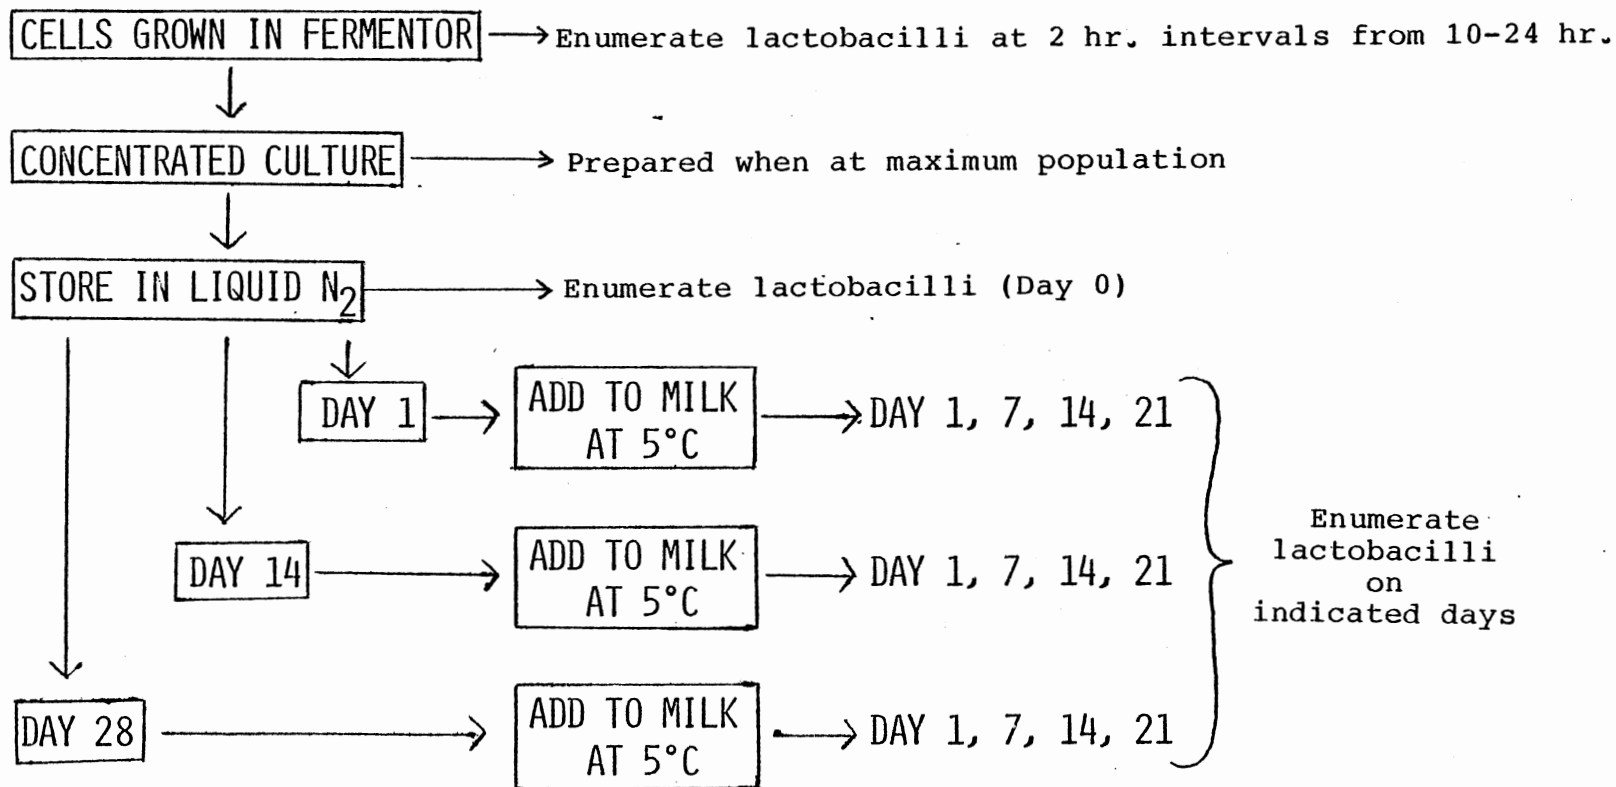 CELLS GROWN IN FERMENTOR Enumerate lactobacilli at 2 hr. intervals from 10-24 hr.
CONCENTRATED CULTURE Prepared when at maximum population
STORE IN LIQUID N2 Enumerate lactobacilli (Day 0)
DAY 1
ADD TO MILK
AT 5°C
DAY 1, 7, 14, 21
DAY 14
ADD TO MILK
AT 5°C
DAY 1, 7, 14, 21
DAY 28
ADD TO MILK
AT 5°C
DAY 1, 7, 14, 21
Enumerate
lactobacilli
on
indicated days